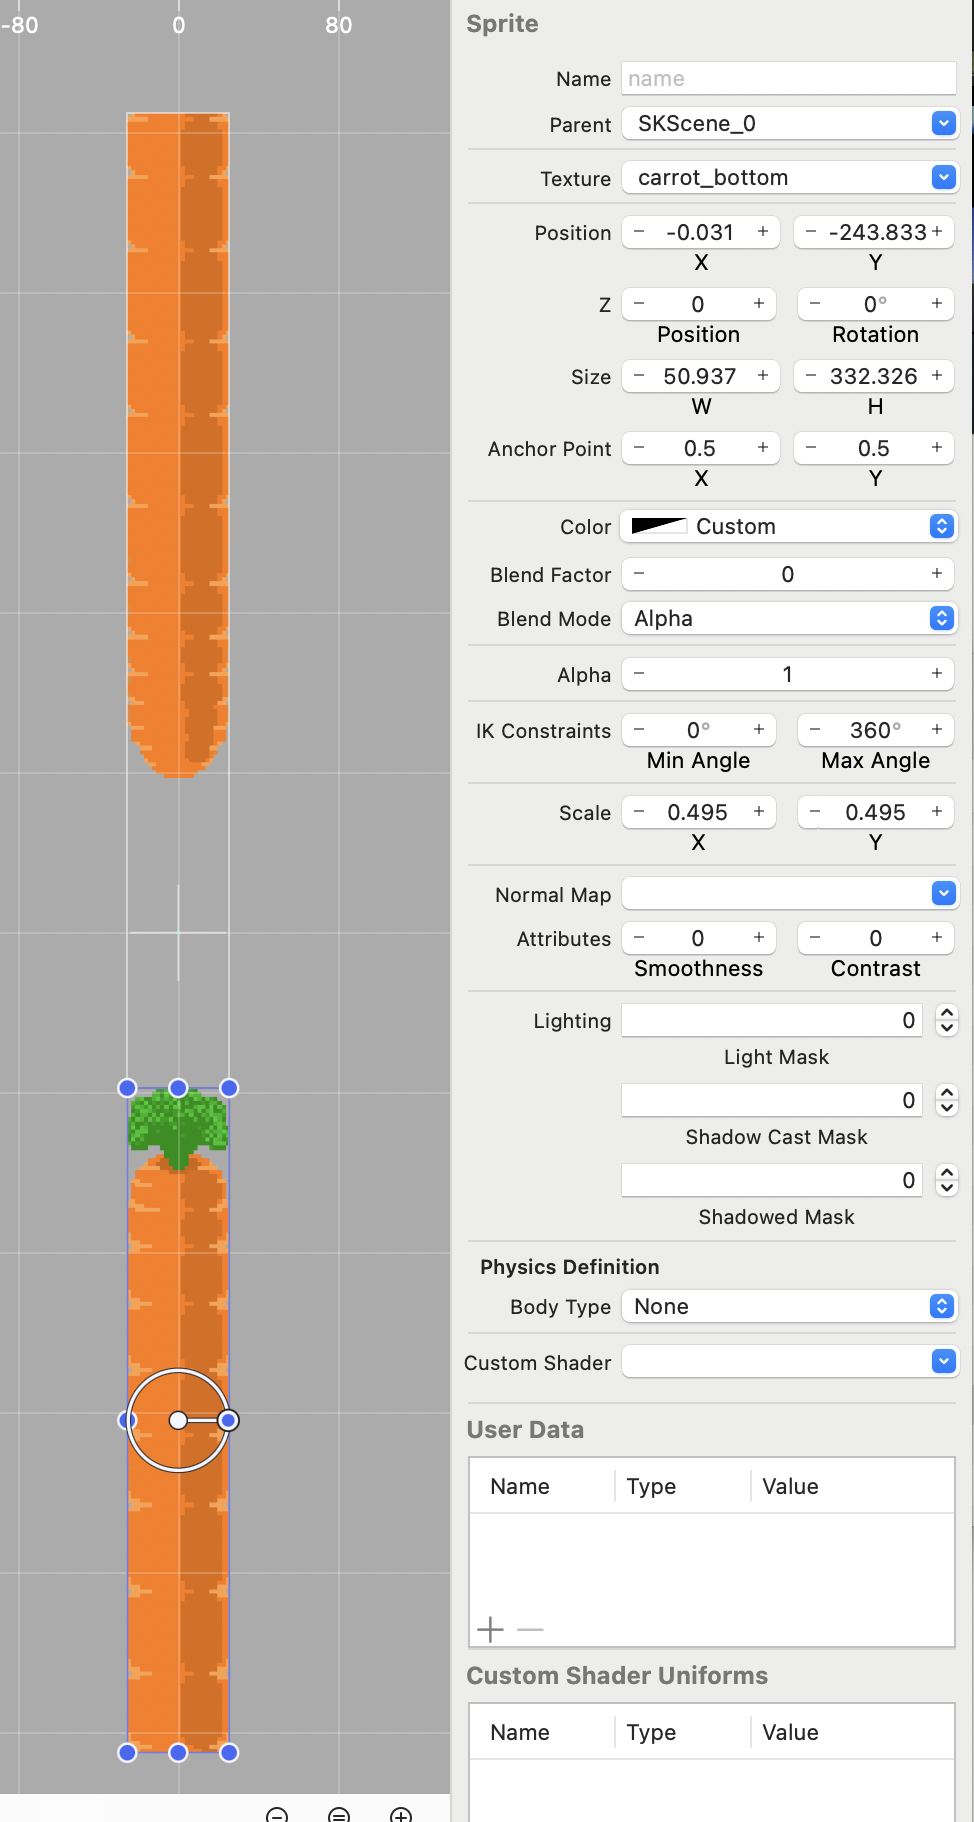 -80 0 80
Sprite
Name name
Parent SKScene_0
Texture carrot_bottom
Position − -0.031 + − -243.833 +
X Y
Z − 0 + − 0° +
Position Rotation
Size − 50.937 + − 332.326 +
W H
Anchor Point − 0.5 + − 0.5 +
X Y
Color Custom
Blend Factor − 0 +
Blend Mode Alpha
Alpha − 1 +
IK Constraints − 0° + − 360° +
Min Angle Max Angle
Scale − 0.495 + − 0.495 +
X Y
Normal Map
Attributes − 0 + − 0 +
Smoothness Contrast
Lighting 0
Light Mask
0
Shadow Cast Mask
0
Shadowed Mask
Physics Definition
Body Type None
Custom Shader
User Data
Name Type Value
+ −
Custom Shader Uniforms
Name Type Value